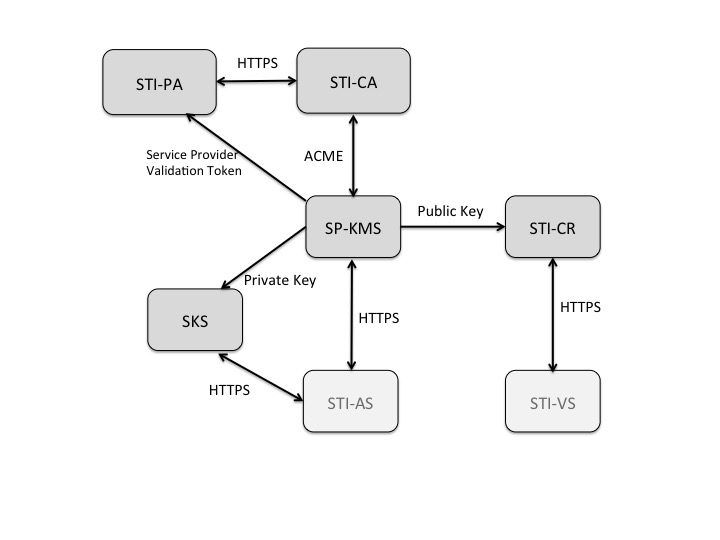 HTTPS
STI-PA
STI-CA
Service Provider
Validation Token
ACME
SP-KMS
Public Key
STI-CR
Private Key
SKS
HTTPS
HTTPS
HTTPS
STI-AS
STI-VS